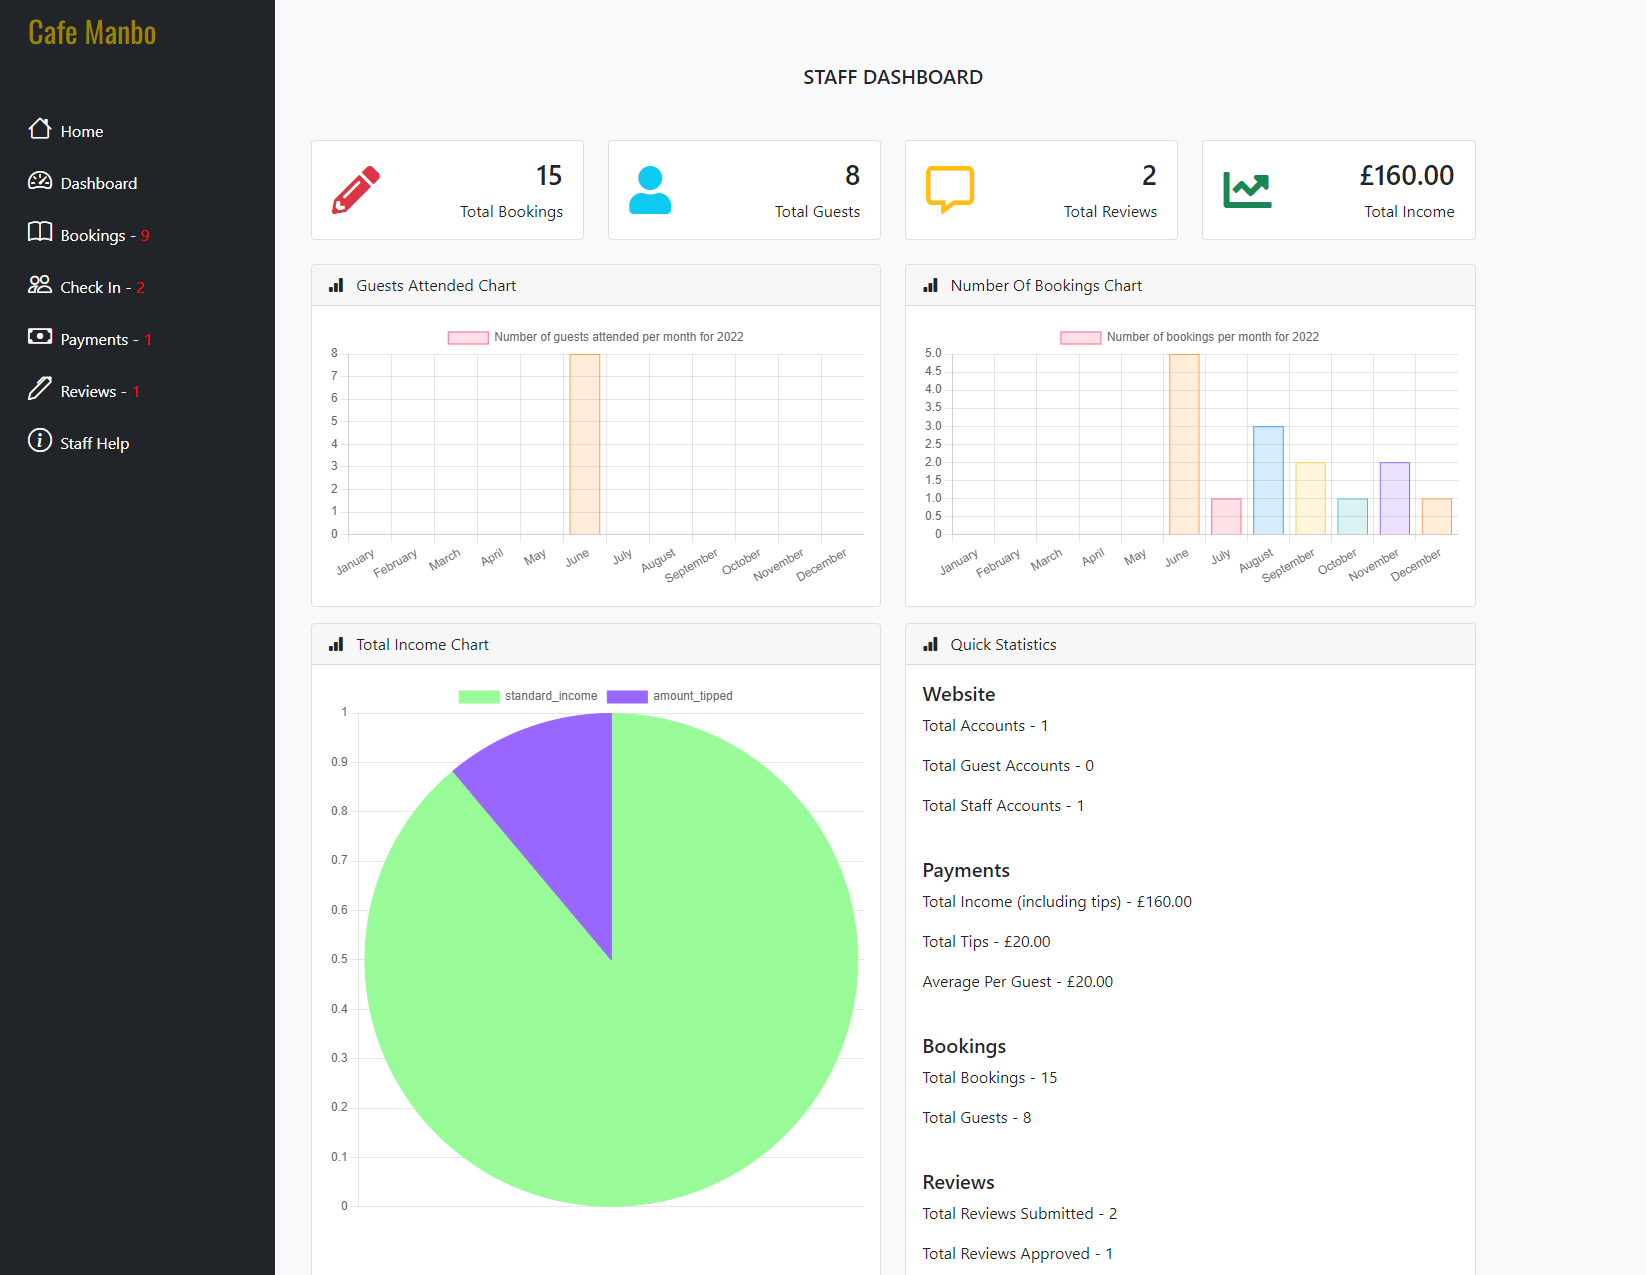 Cafe Manbo
Home
Dashboard
Bookings - 9
Check In - 2
Payments - 1
Reviews - 1
Staff Help
STAFF DASHBOARD
15
Total Bookings
8
Total Guests
2
Total Reviews
£160.00
Total Income
Guests Attended Chart
Number of guests attended per month for 2022
8
7
6
5
4
3
2
1
0
January February March April May June July August September October November December
Number Of Bookings Chart
Number of bookings per month for 2022
5.0
4.5
4.0
3.5
3.0
2.5
2.0
1.5
1.0
0.5
0
January February March April May June July August September October November December
Total Income Chart
standard_income amount_tipped
1
0.9
0.8
0.7
0.6
0.5
0.4
0.3
0.2
0.1
0
Quick Statistics
Website
Total Accounts - 1
Total Guest Accounts - 0
Total Staff Accounts - 1
Payments
Total Income (including tips) - £160.00
Total Tips - £20.00
Average Per Guest - £20.00
Bookings
Total Bookings - 15
Total Guests - 8
Reviews
Total Reviews Submitted - 2
Total Reviews Approved - 1